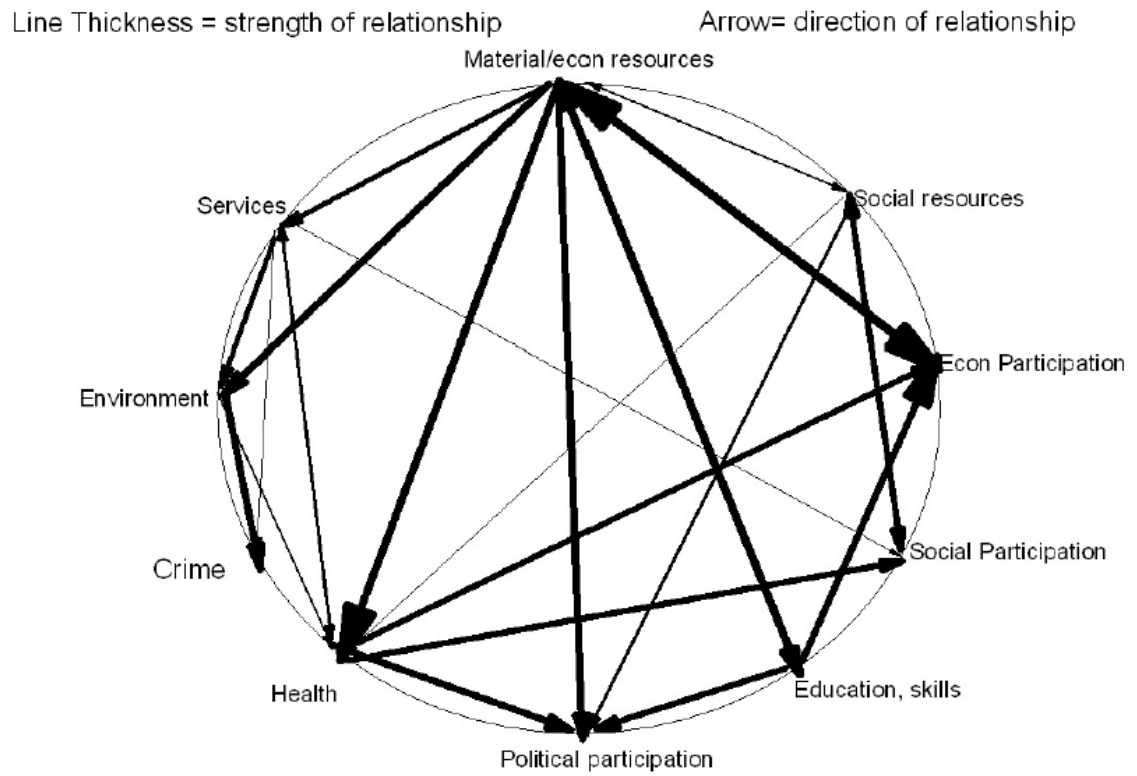 Line Thickness = strength of relationship
Arrow= direction of relationship
Material/econ resources
Services
Social resources
Econ Participation
Environment
Social Participation
Crime
Education, skills
Health
Political participation